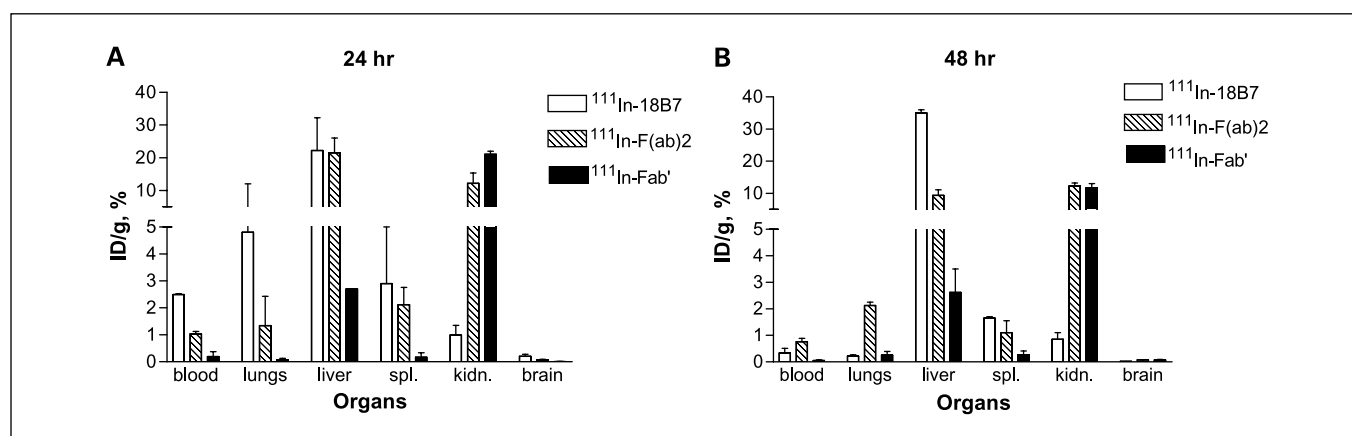 A
24 hr
ID/g, %
40
30
20
10
5
4
3
2
1
0
blood lungs liver spl. kidn. brain
Organs
¹¹¹In-18B7
¹¹¹In-F(ab)2
¹¹¹In-Fab'
B
48 hr
ID/g, %
40
30
20
10
5
4
3
2
1
0
blood lungs liver spl. kidn. brain
Organs
¹¹¹In-18B7
¹¹¹In-F(ab)2
¹¹¹In-Fab'